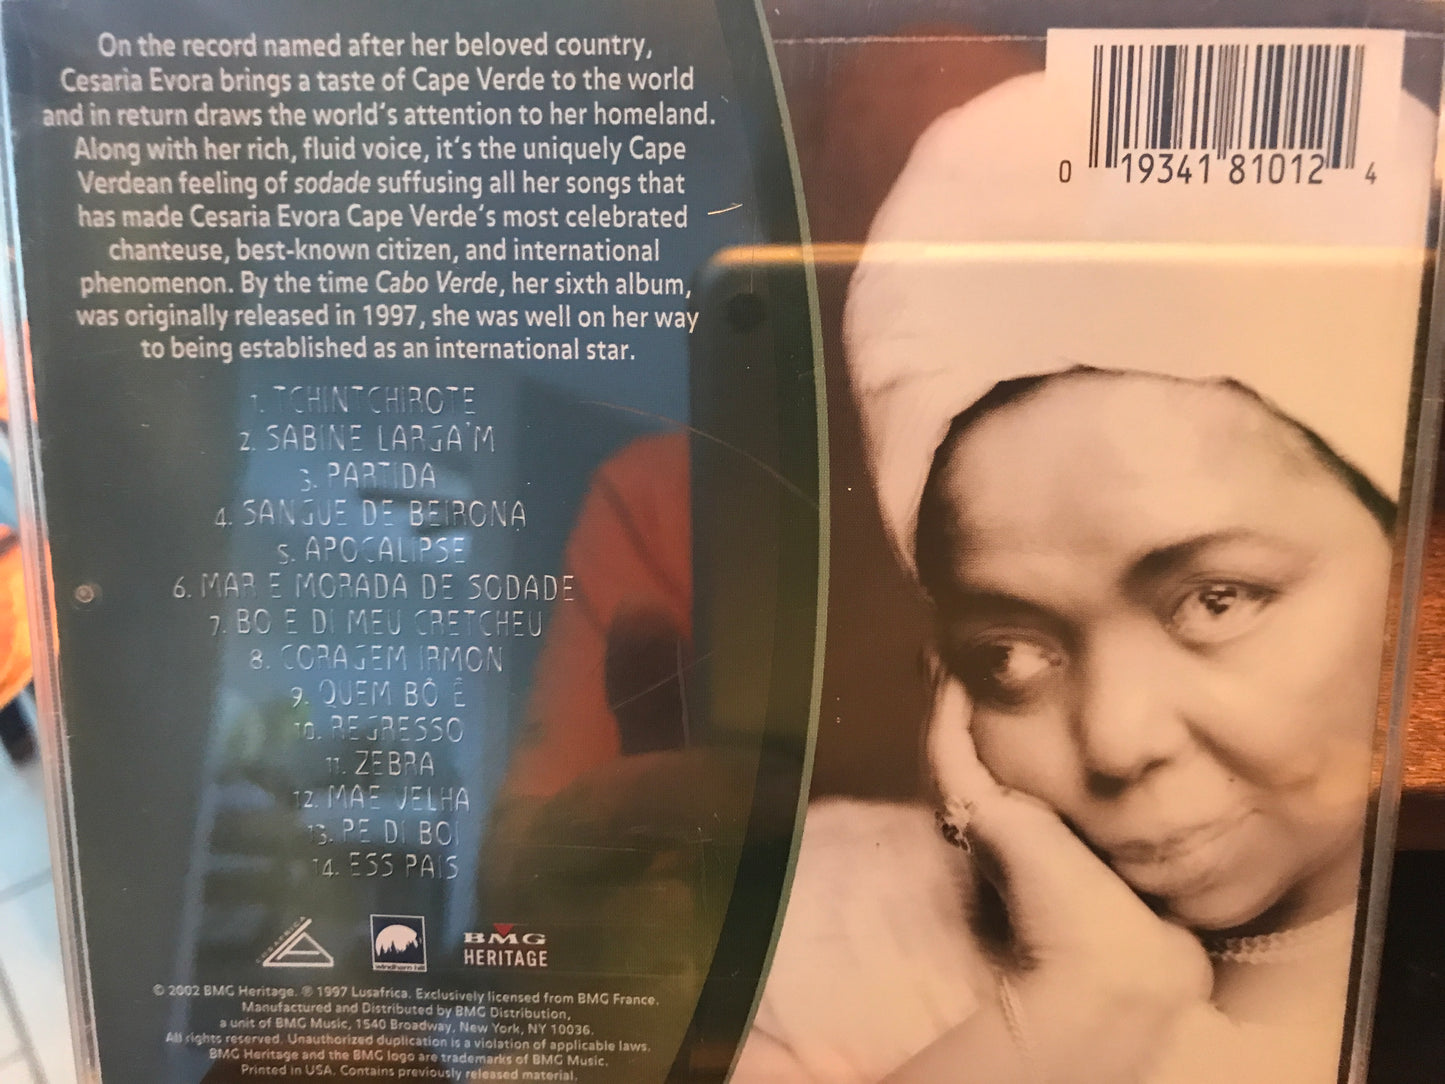 On the record named after her beloved country,
Cesaria Evora brings a taste of Cape Verde to the world
and in return draws the world's attention to her homeland.
Along with her rich, fluid voice, it's the uniquely Cape
Verdean feeling of sodade suffusing all her songs that
has made Cesaria Evora Cape Verde's most celebrated
chanteuse, best-known citizen, and international
phenomenon. By the time Cabo Verde, her sixth album,
was originally released in 1997, she was well on her way
to being established as an international star.
1. TCHINTCHIROTE
2. SABINE LARGA'M
3. PARTIDA
4. SANGUE DE BEIRONA
5. APOCALIPSE
6. MAR E MORADA DE SODADE
7. BO E DI MEU CRETCHEU
8. CORAGEM IRMON
9. QUEM BÔ Ê
10. REGRESSO
11. ZEBRA
12. MAE VELHA
13. PE DI BOI
14. ESS PAIS
LUSAFRICA
windham hill
BMG
HERITAGE
© 2002 BMG Heritage. ℗ 1997 Lusafrica. Exclusively licensed from BMG France.
Manufactured and Distributed by BMG Distribution,
a unit of BMG Music, 1540 Broadway, New York, NY 10036.
All rights reserved. Unauthorized duplication is a violation of applicable laws.
BMG Heritage and the BMG logo are trademarks of BMG Music.
Printed in USA. Contains previously released material.
0 19341 81012 4